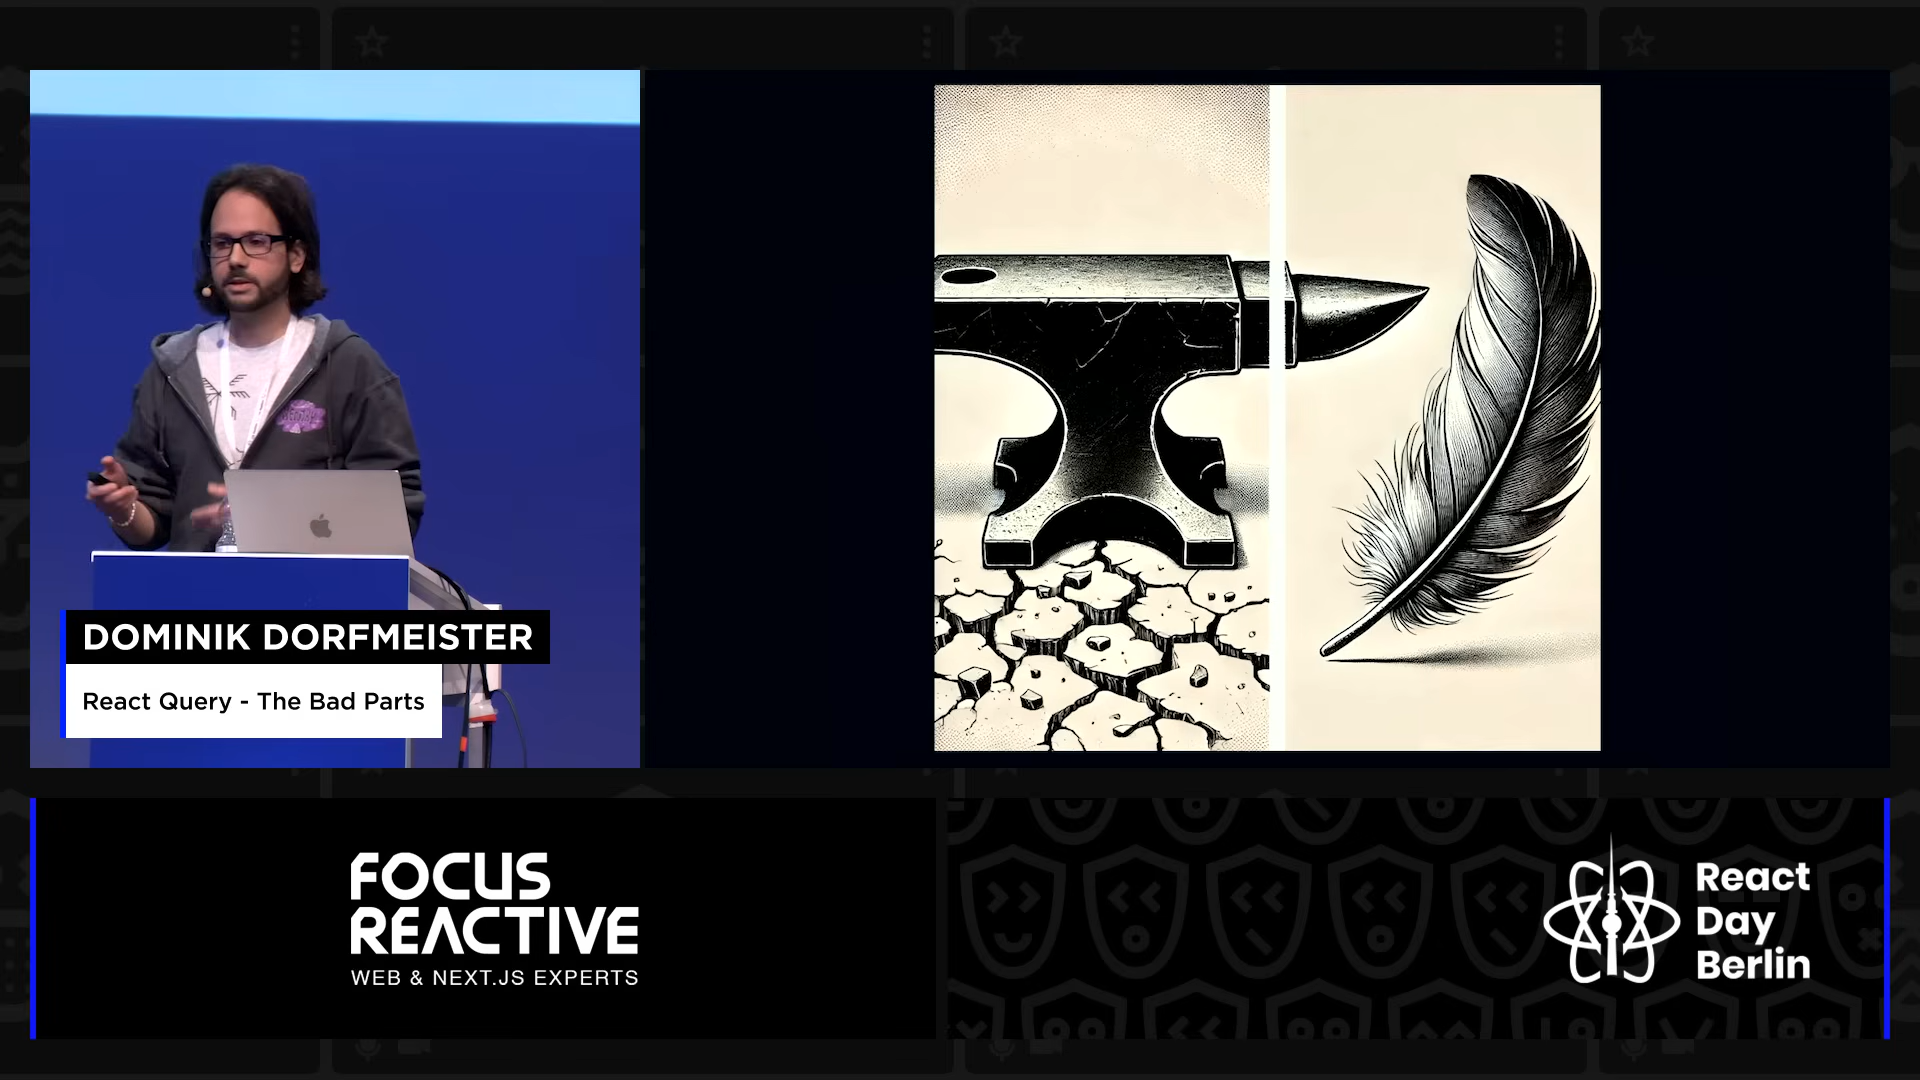 DOMINIK DORFMEISTER
React Query - The Bad Parts
FOCUS
REACTIVE
WEB & NEXT.JS EXPERTS
React
Day
Berlin